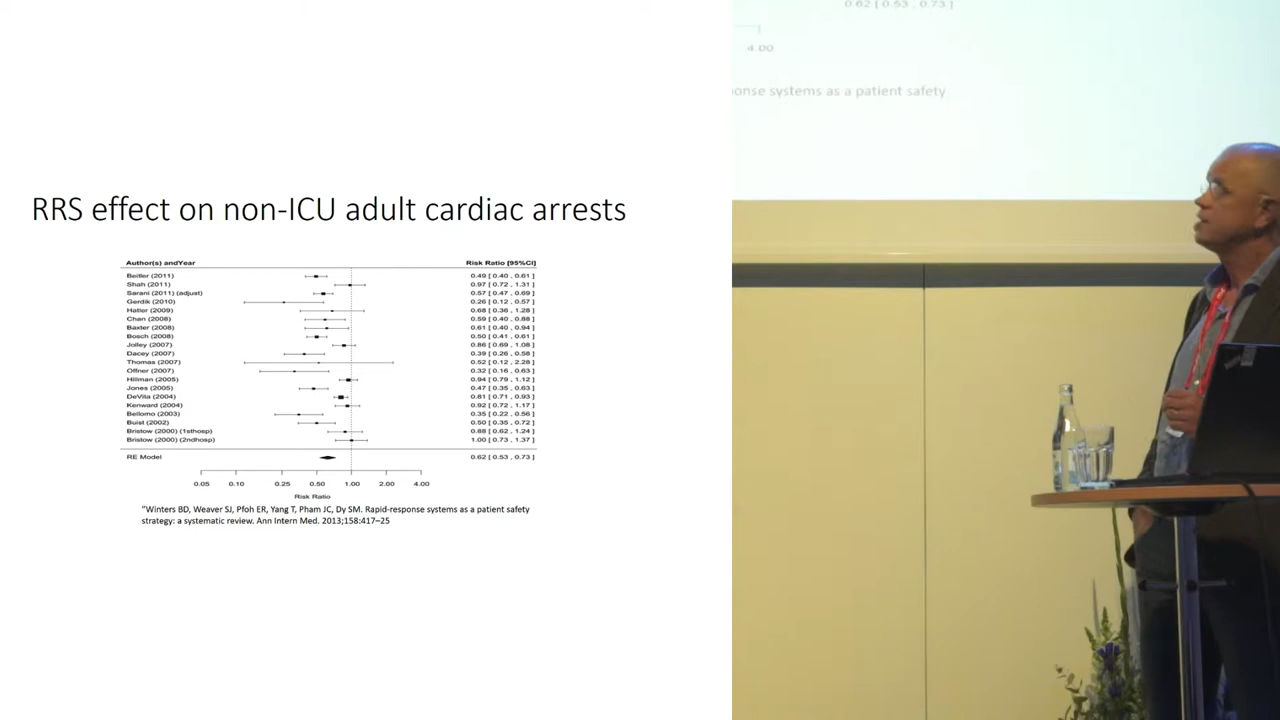 RRS effect on non-ICU adult cardiac arrests
Author(s) andYear Risk Ratio [95%CI]
Beitler (2011) 0.49 [ 0.40 , 0.61 ]
Shah (2011) 0.97 [ 0.72 , 1.31 ]
Sarani (2011) (adjust) 0.57 [ 0.47 , 0.69 ]
Gerdik (2010) 0.26 [ 0.12 , 0.57 ]
Hatler (2009) 0.68 [ 0.36 , 1.28 ]
Chan (2008) 0.59 [ 0.40 , 0.88 ]
Baxter (2008) 0.61 [ 0.40 , 0.94 ]
Bosch (2008) 0.50 [ 0.41 , 0.61 ]
Jolley (2007) 0.86 [ 0.69 , 1.08 ]
Dacey (2007) 0.39 [ 0.26 , 0.58 ]
Thomas (2007) 0.52 [ 0.12 , 2.28 ]
Offner (2007) 0.32 [ 0.16 , 0.63 ]
Hillman (2005) 0.94 [ 0.79 , 1.12 ]
Jones (2005) 0.47 [ 0.35 , 0.63 ]
DeVita (2004) 0.81 [ 0.71 , 0.93 ]
Kenward (2004) 0.92 [ 0.72 , 1.17 ]
Bellomo (2003) 0.35 [ 0.22 , 0.56 ]
Buist (2002) 0.50 [ 0.35 , 0.72 ]
Bristow (2000) (1sthosp) 0.88 [ 0.62 , 1.24 ]
Bristow (2000) (2ndhosp) 1.00 [ 0.73 , 1.37 ]
RE Model 0.62 [ 0.53 , 0.73 ]
0.05 0.10 0.25 0.50 1.00 2.00 4.00
Risk Ratio
"Winters BD, Weaver SJ, Pfoh ER, Yang T, Pham JC, Dy SM. Rapid-response systems as a patient safety
strategy: a systematic review. Ann Intern Med. 2013;158:417–25
0.62 [ 0.53 , 0.73 ]
4.00
onse systems as a patient safety